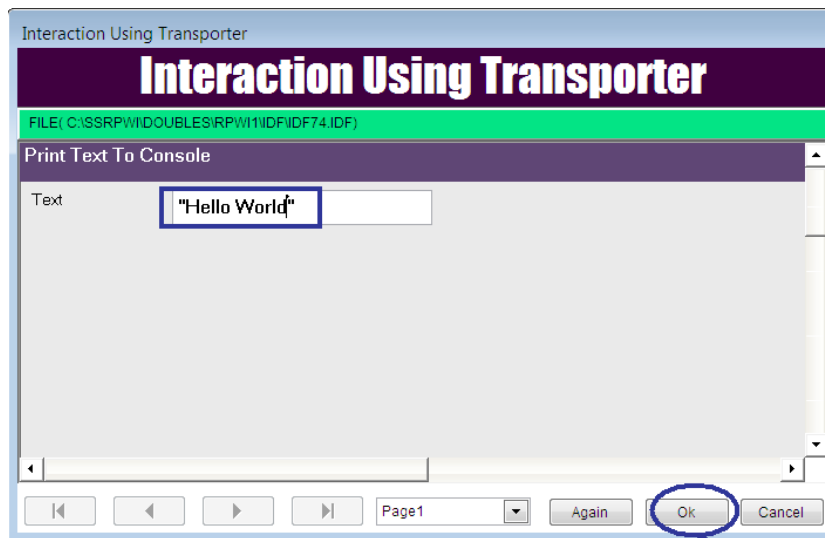 Interaction Using Transporter
Interaction Using Transporter
FILE( C:\SSRPWI\DOUBLES\RPWI1\IDF\IDF74.IDF)
Print Text To Console
Text "Hello World"
Page1 Again Ok Cancel